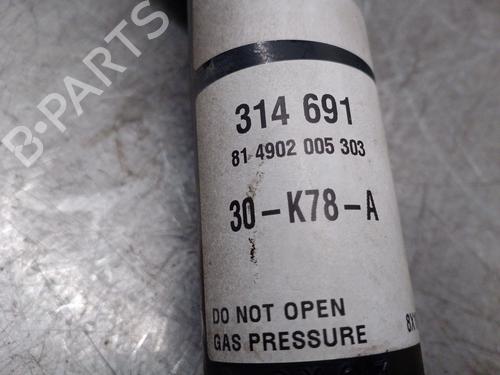 B-PARTS
314 691
81 4902 005 303
30-K78-A
DO NOT OPEN
GAS PRESSURE